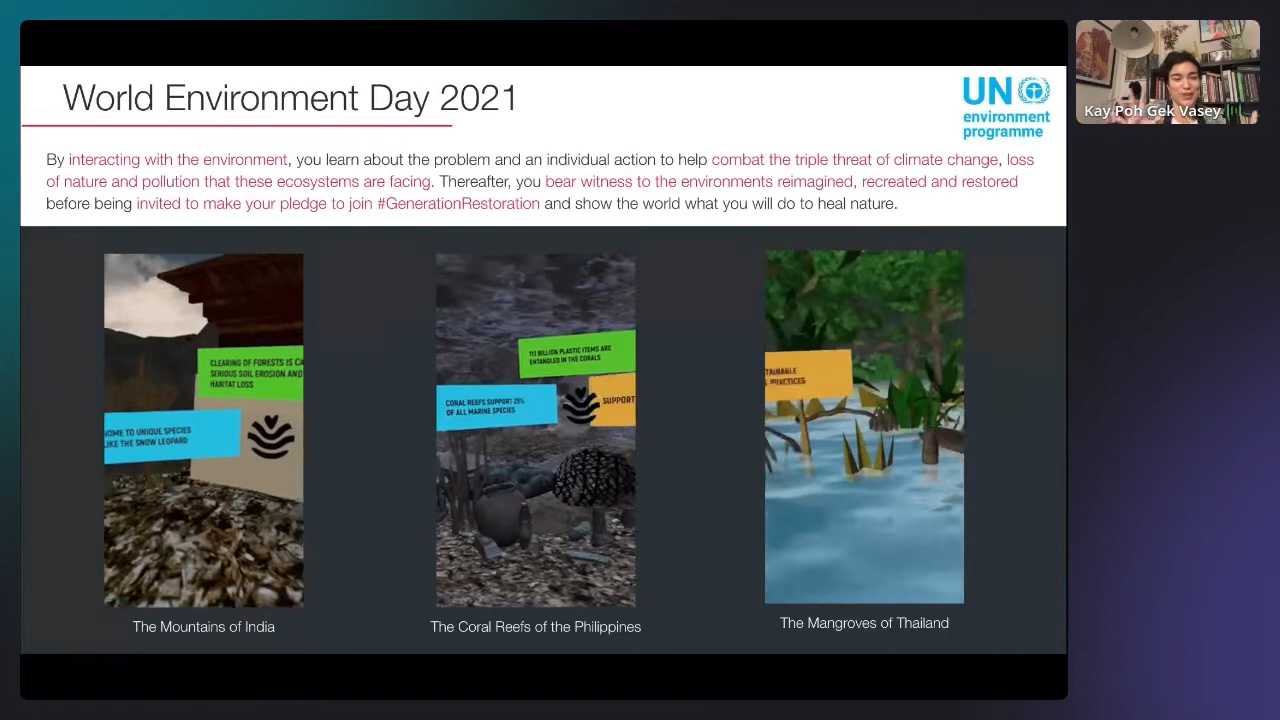 World Environment Day 2021
UN
environment
programme
By interacting with the environment, you learn about the problem and an individual action to help combat the triple threat of climate change, loss
of nature and pollution that these ecosystems are facing. Thereafter, you bear witness to the environments reimagined, recreated and restored
before being invited to make your pledge to join #GenerationRestoration and show the world what you will do to heal nature.
Kay Poh Gek Vasey
CLEARING OF FORESTS IS CA
SERIOUS SOIL EROSION AND
HABITAT LOSS
HOME TO UNIQUE SPECIES
LIKE THE SNOW LEOPARD
113 BILLION PLASTIC ITEMS ARE
ENTANGLED IN THE CORALS
CORAL REEFS SUPPORT 25%
OF ALL MARINE SPECIES
SUPPORT
TAINABLE
PRACTICES
The Mountains of India
The Coral Reefs of the Philippines
The Mangroves of Thailand